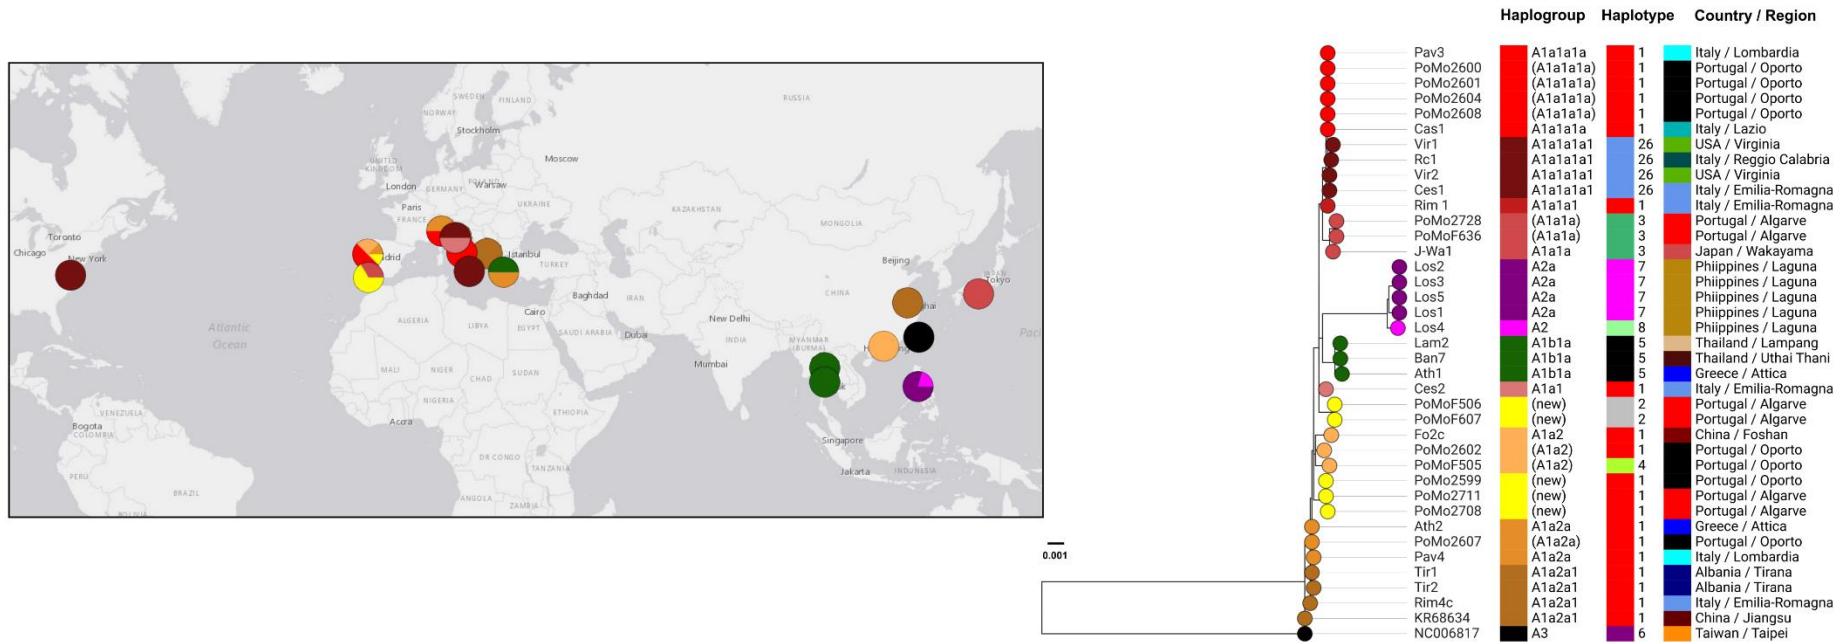 Haplogroup Haplotype Country / Region
Pav3 A1a1a1a 1 Italy / Lombardia
PoMo2600 (A1a1a1a) 1 Portugal / Oporto
PoMo2601 (A1a1a1a) 1 Portugal / Oporto
PoMo2604 (A1a1a1a) 1 Portugal / Oporto
PoMo2608 (A1a1a1a) 1 Portugal / Oporto
Cas1 A1a1a1a 1 Italy / Lazio
Vir1 A1a1a1a1 26 USA / Virginia
Rc1 A1a1a1a1 26 Italy / Reggio Calabria
Vir2 A1a1a1a1 26 USA / Virginia
Ces1 A1a1a1a1 26 Italy / Emilia-Romagna
Rim 1 A1a1a1 1 Italy / Emilia-Romagna
PoMo2728 (A1a1a) 3 Portugal / Algarve
PoMoF636 (A1a1a) 3 Portugal / Algarve
J-Wa1 A1a1a 3 Japan / Wakayama
Los2 A2a 7 Phiippines / Laguna
Los3 A2a 7 Phiippines / Laguna
Los5 A2a 7 Phiippines / Laguna
Los1 A2a 7 Phiippines / Laguna
Los4 A2 8 Phiippines / Laguna
Lam2 A1b1a 5 Thailand / Lampang
Ban7 A1b1a 5 Thailand / Uthai Thani
Ath1 A1b1a 5 Greece / Attica
Ces2 A1a1 1 Italy / Emilia-Romagna
PoMoF506 (new) 2 Portugal / Algarve
PoMoF607 (new) 2 Portugal / Algarve
Fo2c A1a2 1 China / Foshan
PoMo2602 (A1a2) 1 Portugal / Oporto
PoMoF505 (A1a2) 4 Portugal / Oporto
PoMo2599 (new) 1 Portugal / Oporto
PoMo2711 (new) 1 Portugal / Algarve
PoMo2708 (new) 1 Portugal / Algarve
Ath2 A1a2a 1 Greece / Attica
PoMo2607 (A1a2a) 1 Portugal / Oporto
Pav4 A1a2a 1 Italy / Lombardia
Tir1 A1a2a1 1 Albania / Tirana
Tir2 A1a2a1 1 Albania / Tirana
Rim4c A1a2a1 1 Italy / Emilia-Romagna
KR68634 A1a2a1 1 China / Jiangsu
NC006817 A3 6 Taiwan / Taipei
0.001
SWEDEN
FINLAND
RUSSIA
NORWAY
Stockholm
Moscow
UNITED
KINGDOM
London
GERMANY
POLAND
Warsaw
Paris
FRANCE
UKRAINE
KAZAKHSTAN
MONGOLIA
Toronto
Chicago
New York
Istanbul
TURKEY
Beijing
JAPAN
Tokyo
Baghdad
IRAN
CHINA
Cairo
ALGERIA
LIBYA
EGYPT
SAUDI ARABIA
Dubai
New Delhi
Atlantic
Ocean
MYANMAR
(BURMA)
INDIA
Mumbai
MALI
NIGER
CHAD
SUDAN
NIGERIA
ETHIOPIA
Accra
VENEZUELA
Bogota
COLOMBIA
Singapore
DR CONGO
TANZANIA
Jakarta
INDONESIA
PERU
BRAZIL
ANGOLA
ZAMBIA
BOLIVIA